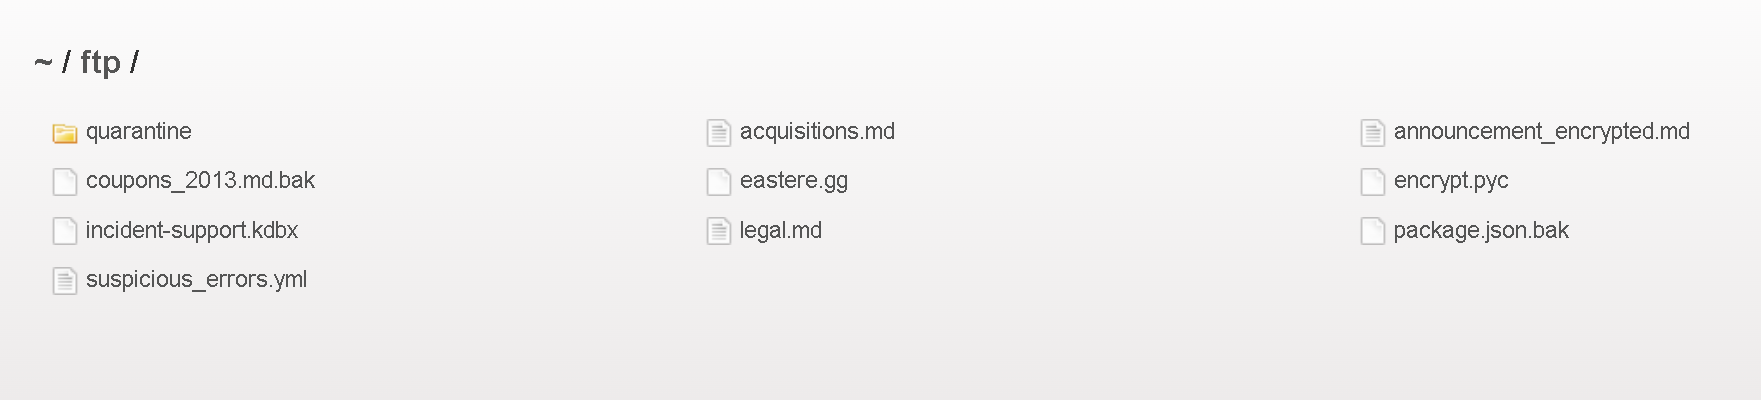 ~ / ftp /
quarantine acquisitions.md announcement_encrypted.md
coupons_2013.md.bak eastere.gg encrypt.pyc
incident-support.kdbx legal.md package.json.bak
suspicious_errors.yml